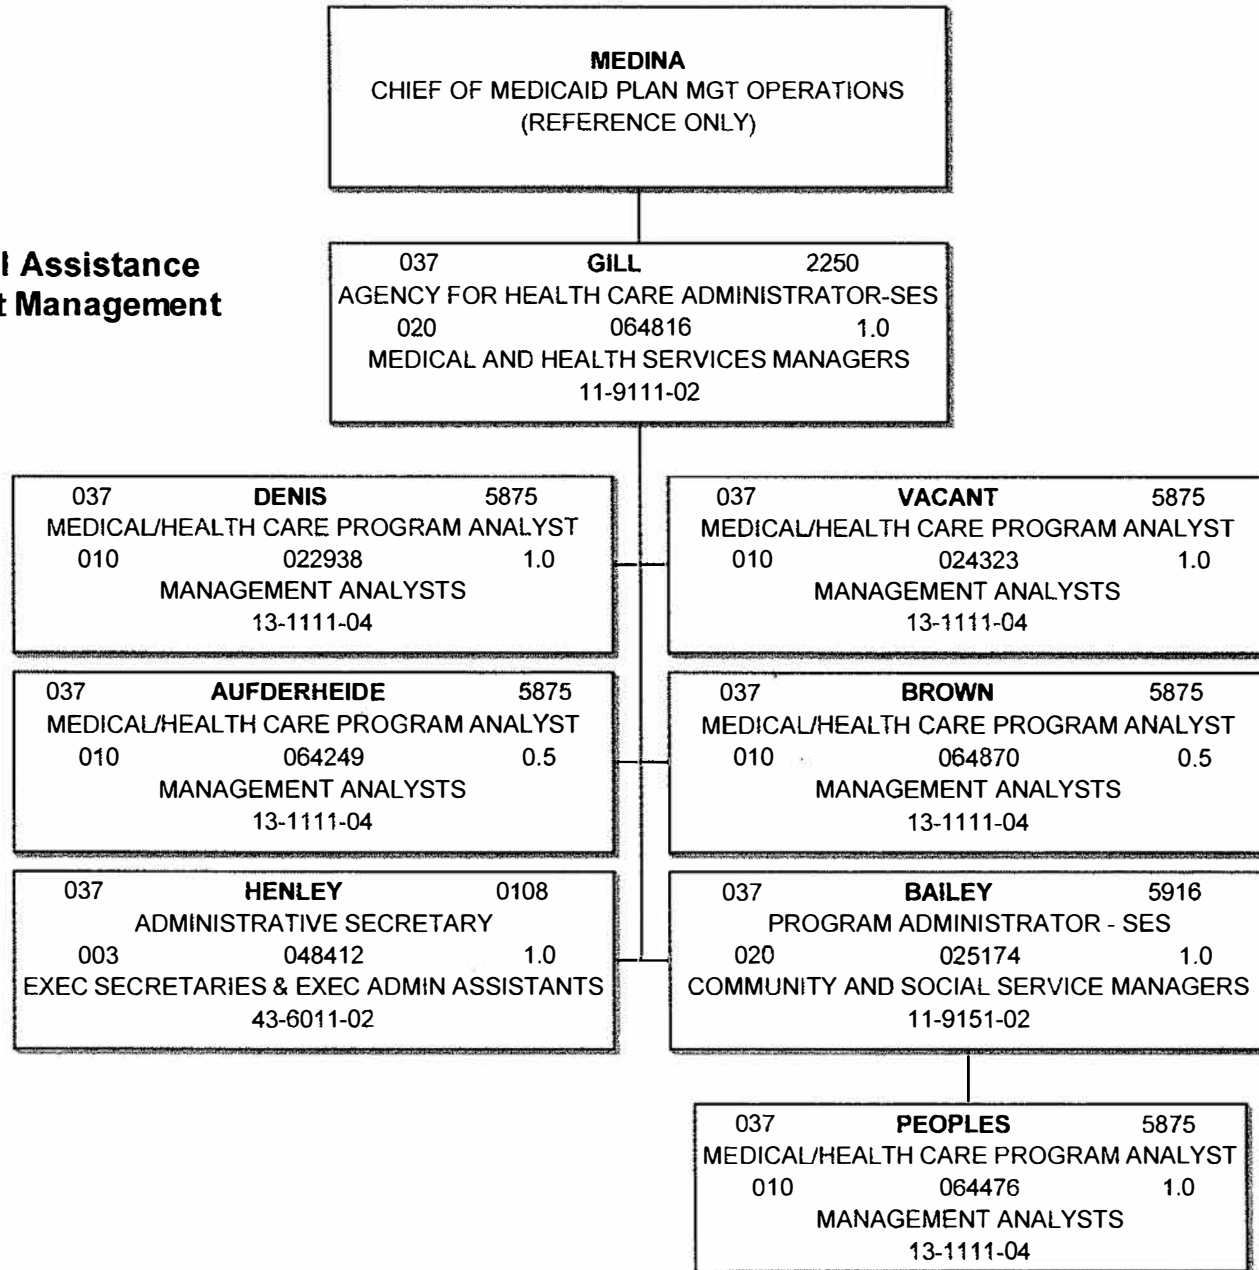 MEDINA
CHIEF OF MEDICAID PLAN MGT OPERATIONS
(REFERENCE ONLY)
l Assistance
t Management
037 GILL 2250
AGENCY FOR HEALTH CARE ADMINISTRATOR-SES
020 064816 1.0
MEDICAL AND HEALTH SERVICES MANAGERS
11-9111-02
037 DENIS 5875
MEDICAL/HEALTH CARE PROGRAM ANALYST
010 022938 1.0
MANAGEMENT ANALYSTS
13-1111-04
037 VACANT 5875
MEDICAL/HEALTH CARE PROGRAM ANALYST
010 024323 1.0
MANAGEMENT ANALYSTS
13-1111-04
037 AUFDERHEIDE 5875
MEDICAL/HEALTH CARE PROGRAM ANALYST
010 064249 0.5
MANAGEMENT ANALYSTS
13-1111-04
037 BROWN 5875
MEDICAL/HEALTH CARE PROGRAM ANALYST
010 064870 0.5
MANAGEMENT ANALYSTS
13-1111-04
037 HENLEY 0108
ADMINISTRATIVE SECRETARY
003 048412 1.0
EXEC SECRETARIES & EXEC ADMIN ASSISTANTS
43-6011-02
037 BAILEY 5916
PROGRAM ADMINISTRATOR - SES
020 025174 1.0
COMMUNITY AND SOCIAL SERVICE MANAGERS
11-9151-02
037 PEOPLES 5875
MEDICAL/HEALTH CARE PROGRAM ANALYST
010 064476 1.0
MANAGEMENT ANALYSTS
13-1111-04